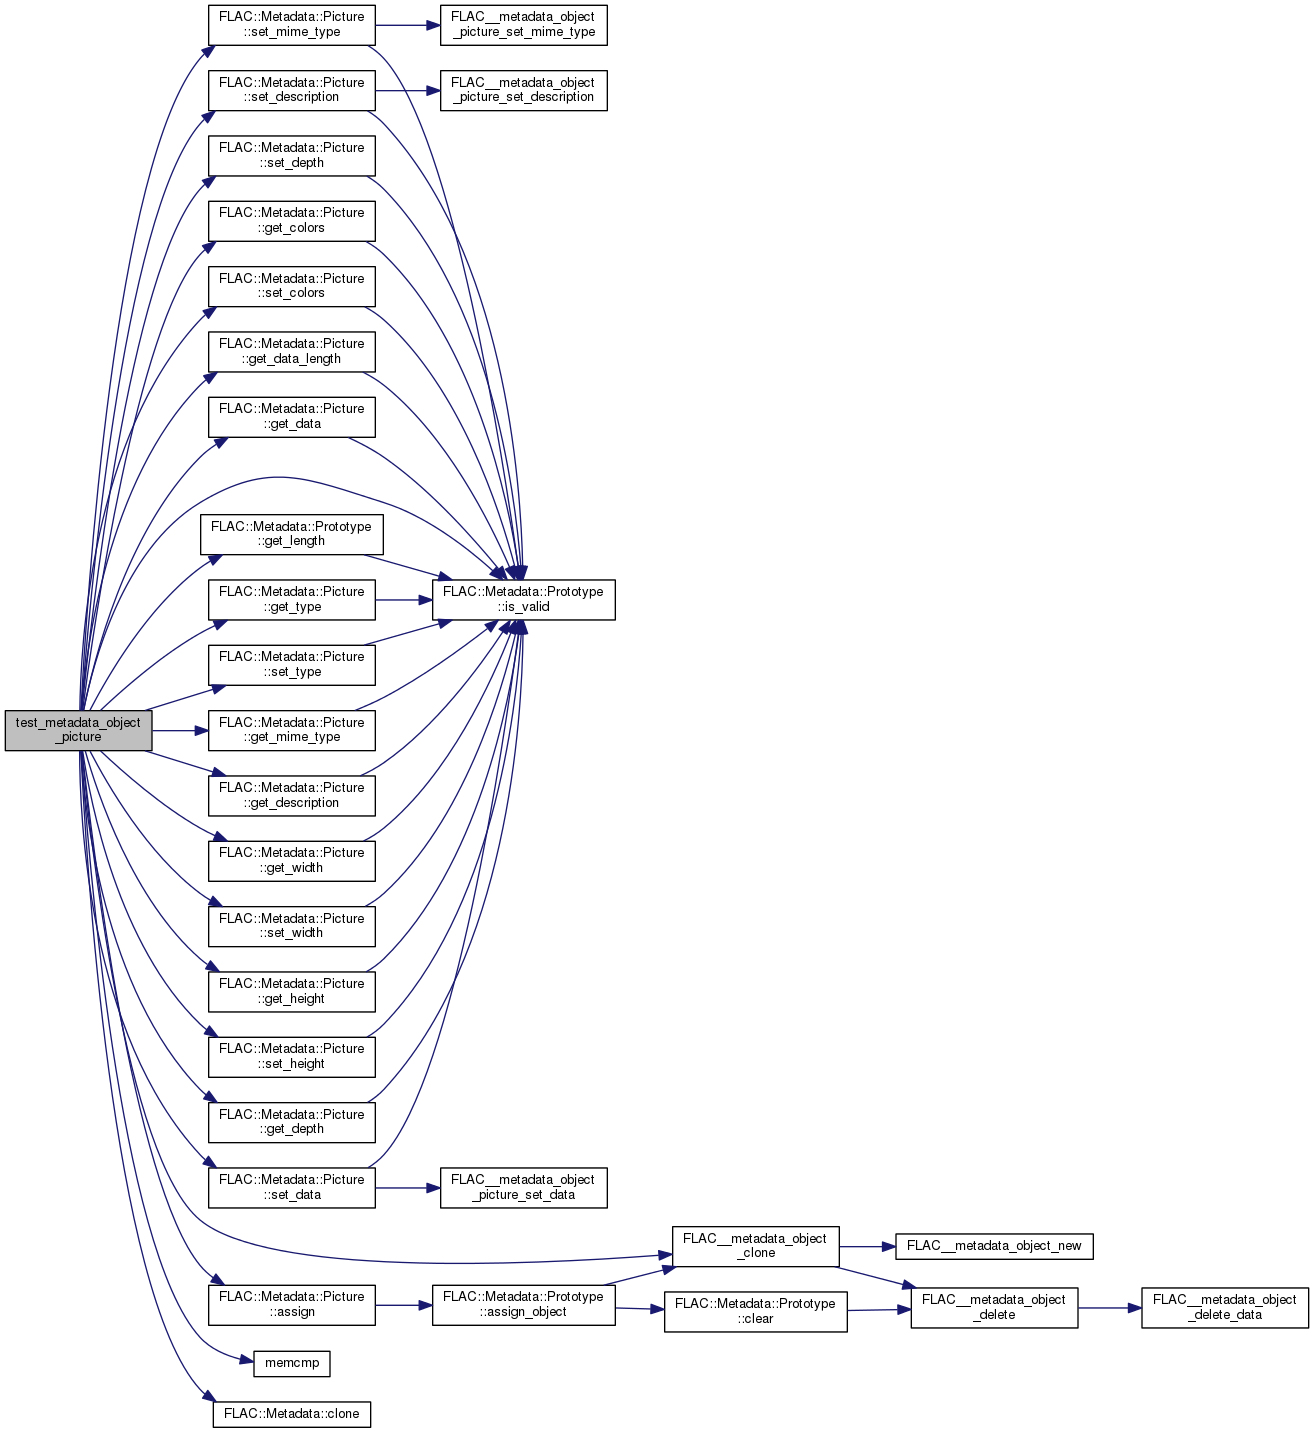 FLAC::Metadata::Picture
::set_mime_type
FLAC__metadata_object
_picture_set_mime_type
FLAC::Metadata::Picture
::set_description
FLAC__metadata_object
_picture_set_description
FLAC::Metadata::Picture
::set_depth
FLAC::Metadata::Picture
::get_colors
FLAC::Metadata::Picture
::set_colors
FLAC::Metadata::Picture
::get_data_length
FLAC::Metadata::Picture
::get_data
FLAC::Metadata::Prototype
::get_length
FLAC::Metadata::Picture
::get_type
FLAC::Metadata::Prototype
::is_valid
FLAC::Metadata::Picture
::set_type
test_metadata_object
_picture
FLAC::Metadata::Picture
::get_mime_type
FLAC::Metadata::Picture
::get_description
FLAC::Metadata::Picture
::get_width
FLAC::Metadata::Picture
::set_width
FLAC::Metadata::Picture
::get_height
FLAC::Metadata::Picture
::set_height
FLAC::Metadata::Picture
::get_depth
FLAC::Metadata::Picture
::set_data
FLAC__metadata_object
_picture_set_data
FLAC__metadata_object
_clone
FLAC__metadata_object_new
FLAC::Metadata::Picture
::assign
FLAC::Metadata::Prototype
::assign_object
FLAC::Metadata::Prototype
::clear
FLAC__metadata_object
_delete
FLAC__metadata_object
_delete_data
memcmp
FLAC::Metadata::clone